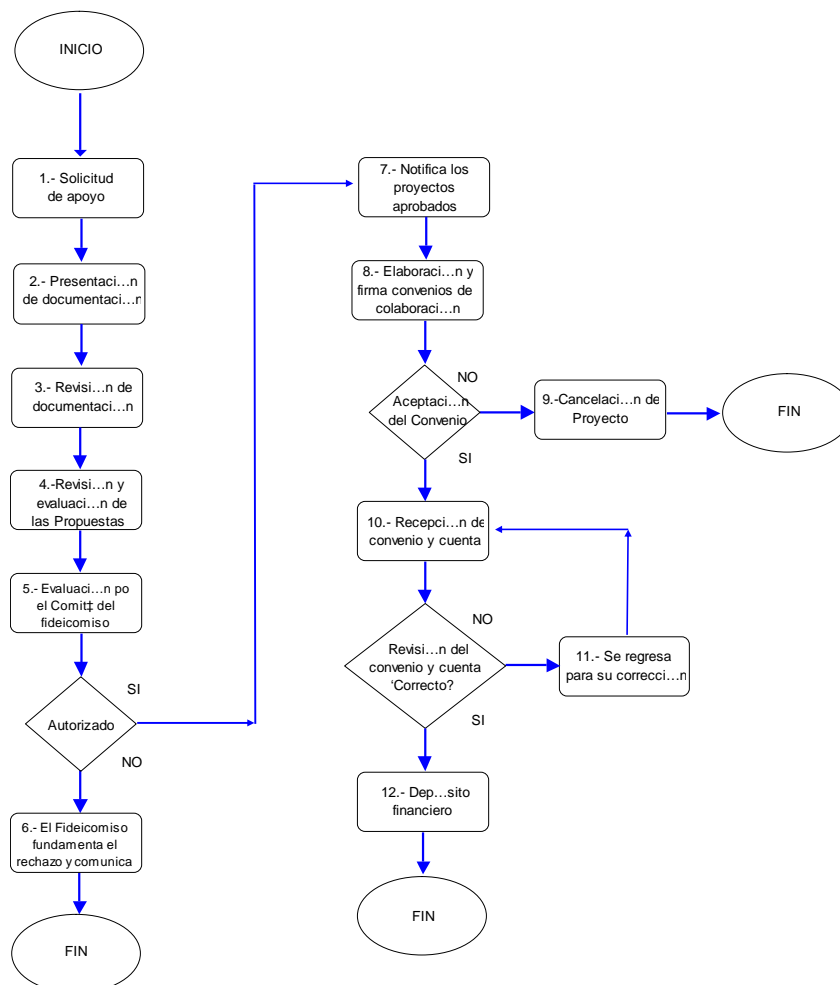 INICIO
1.- Solicitud
de apoyo
2.- Presentaci…n
de documentaci…n
3.- Revisi…n de
documentaci…n
4.-Revisi…n y
evaluaci…n de
las Propuestas
5.- Evaluaci…n po
el Comit‡ del
fideicomiso
SI
Autorizado
NO
6.- El Fideicomiso
fundamenta el
rechazo y comunica
FIN
7.- Notifica los
proyectos
aprobados
8.- Elaboraci…n y
firma convenios de
colaboraci…n
NO
Aceptaci…n
del Convenio
SI
9.-Cancelaci…n de
Proyecto
FIN
10.- Recepci…n de
convenio y cuenta
NO
Revisi…n del
convenio y cuenta
‘Correcto?
SI
11.- Se regresa
para su correcci…n
12.- Dep…sito
financiero
FIN